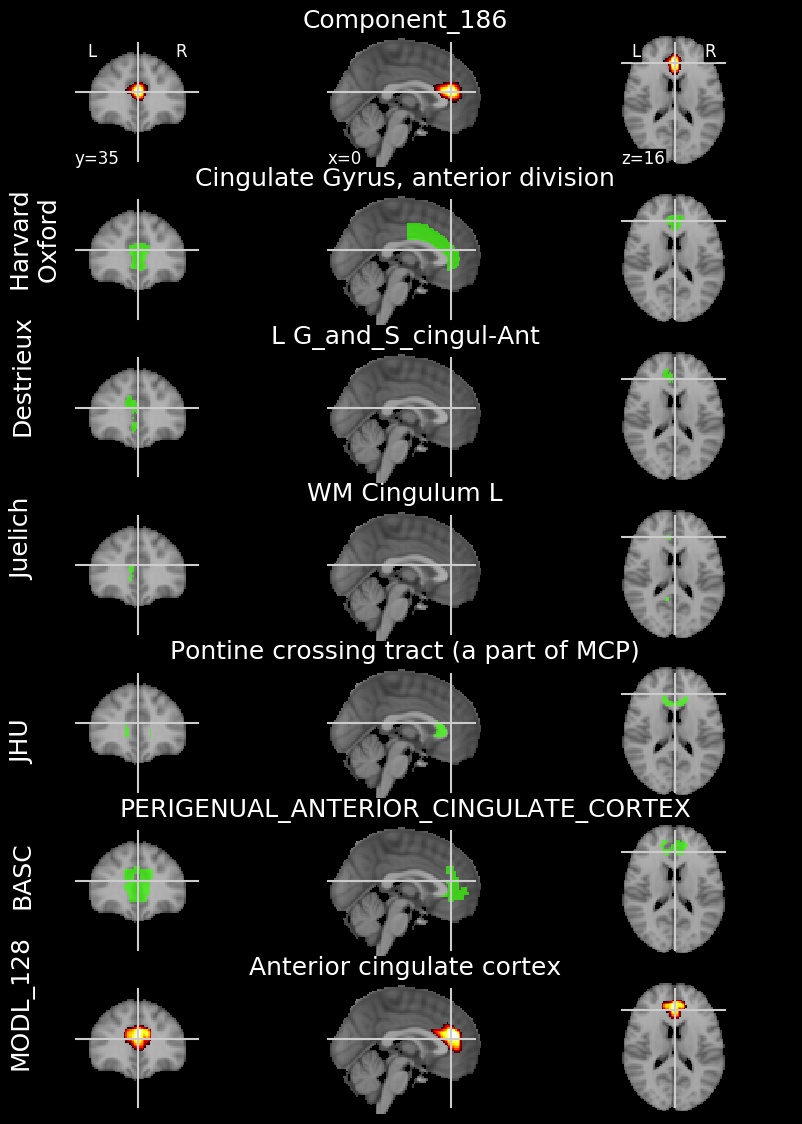 Component_186
L R L R
y=35 x=0 z=16
Cingulate Gyrus, anterior division
Harvard
Oxford
L G_and_S_cingul-Ant
Destrieux
WM Cingulum L
Juelich
Pontine crossing tract (a part of MCP)
JHU
PERIGENUAL_ANTERIOR_CINGULATE_CORTEX
BASC
Anterior cingulate cortex
MODL_128